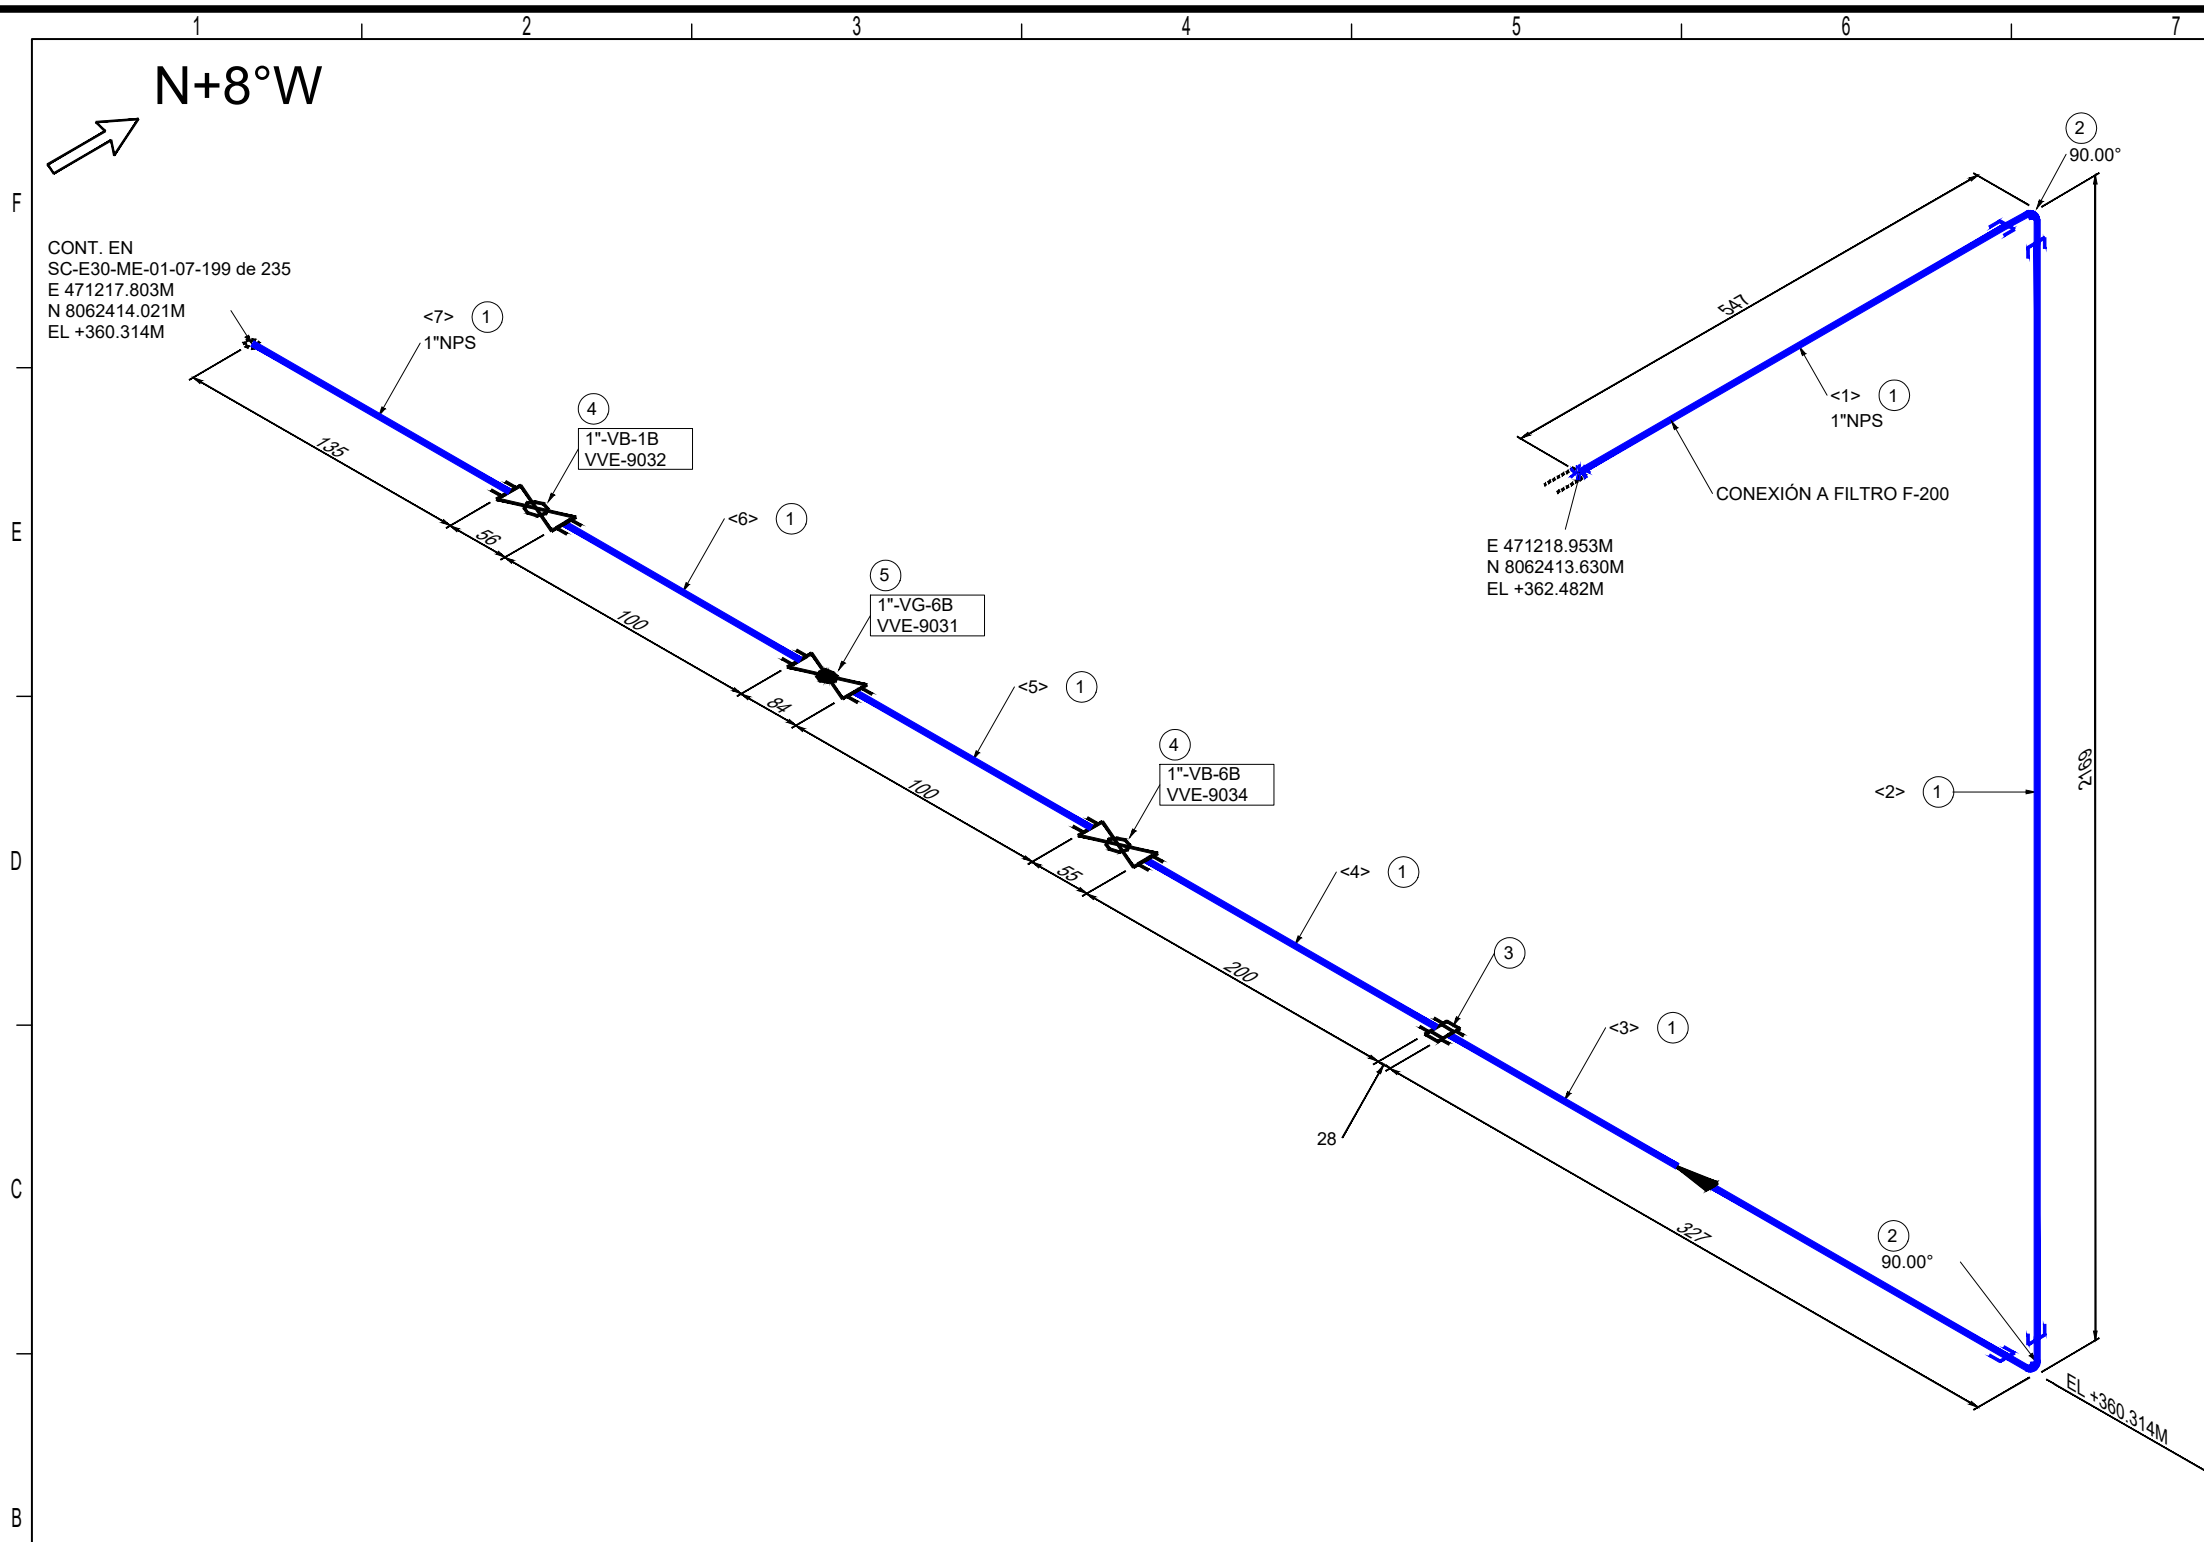 1 2 3 4 5 6 7
N+8°W
2
90.00°
F
CONT. EN
SC-E30-ME-01-07-199 de 235
E 471217.803M
N 8062414.021M
EL +360.314M
<7> 1
1"NPS
547
<1> 1
1"NPS
4
1"-VB-1B
VVE-9032
135
CONEXIÓN A FILTRO F-200
E
56
<6> 1
E 471218.953M
N 8062413.630M
EL +362.482M
5
1"-VG-6B
VVE-9031
100
<5> 1
84
4
1"-VB-6B
VVE-9034
2169
<2> 1
100
D
55
<4> 1
3
200
<3> 1
28
C
327
2
90.00°
EL +360.314M
B